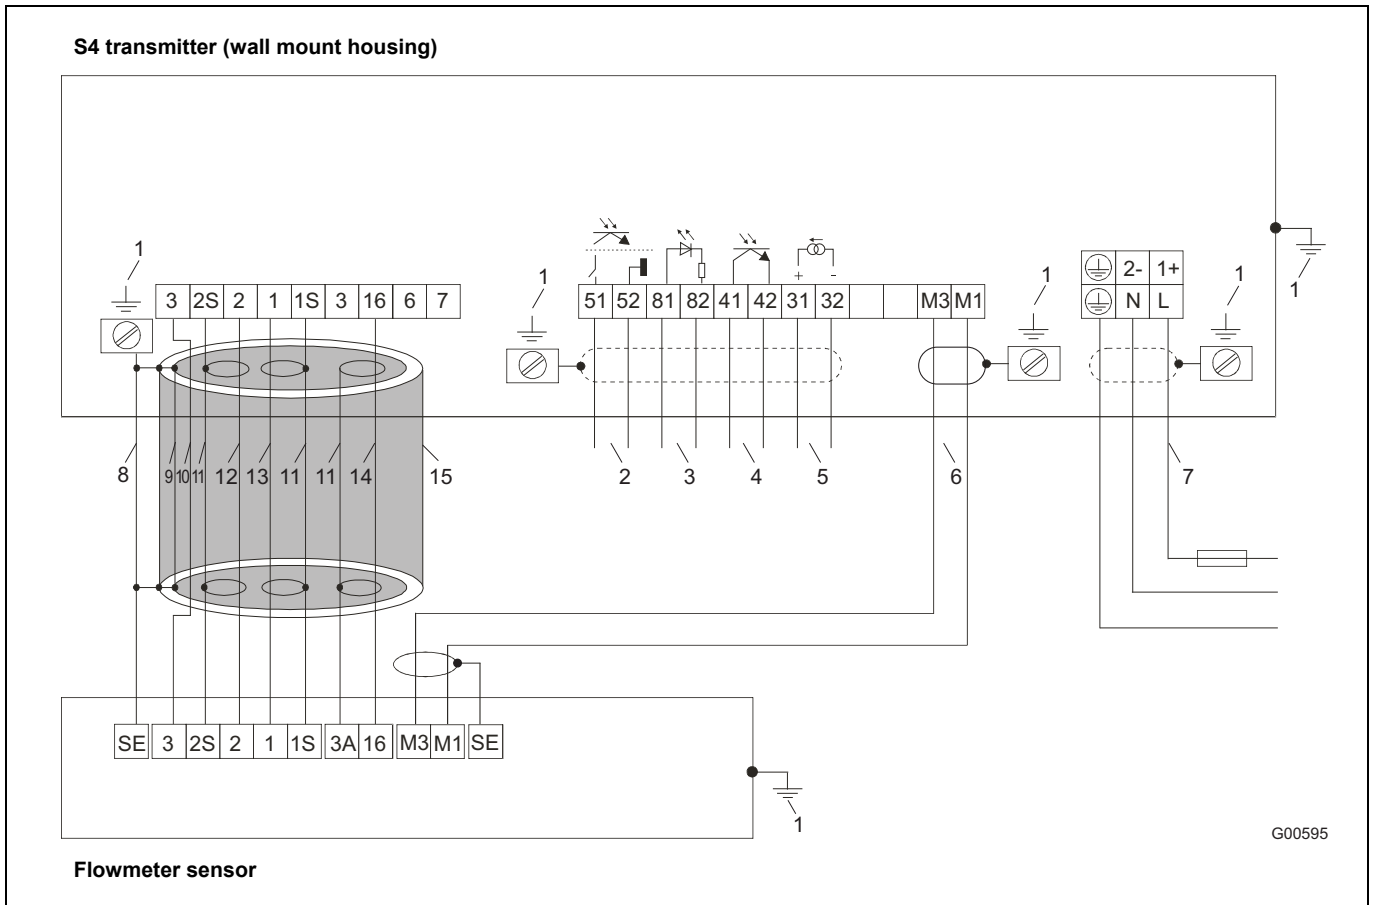 S4 transmitter (wall mount housing)
1
1
1
1
1
3 2S 2 1 1S 3 16 6 7
51 52 81 82 41 42 31 32 M3 M1
+ -
2- 1+
N L
8 9 10 11 12 13 11 11 14 15
2 3 4 5 6 7
SE 3 2S 2 1 1S 3A 16 M3 M1 SE
1
G00595
Flowmeter sensor